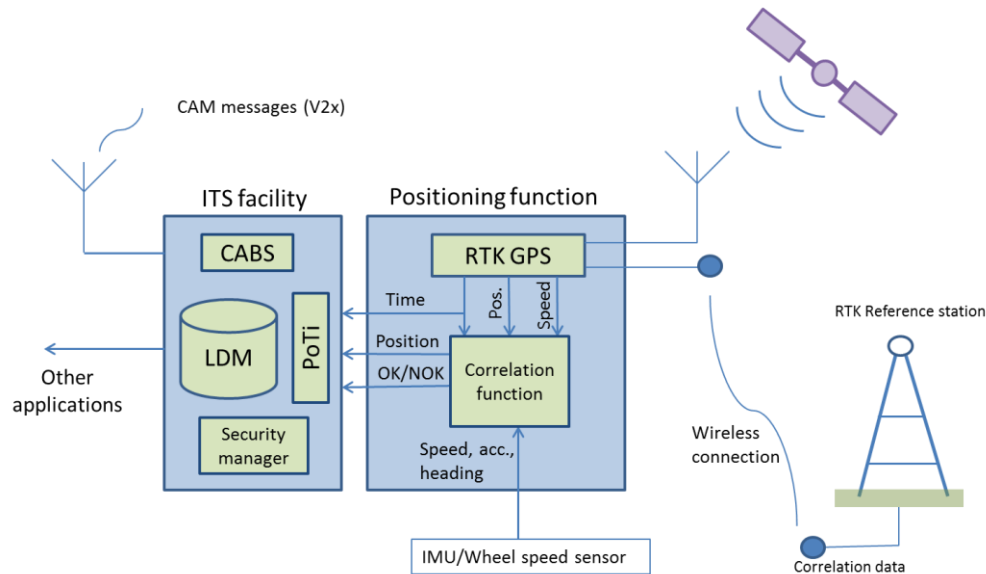 CAM messages (V2x)
ITS facility
Positioning function
CABS
RTK GPS
Time
Pos.
Speed
RTK Reference station
LDM
PoTi
Position
OK/NOK
Correlation
function
Other
applications
Security
manager
Speed, acc.,
heading
Wireless
connection
IMU/Wheel speed sensor
Correlation data